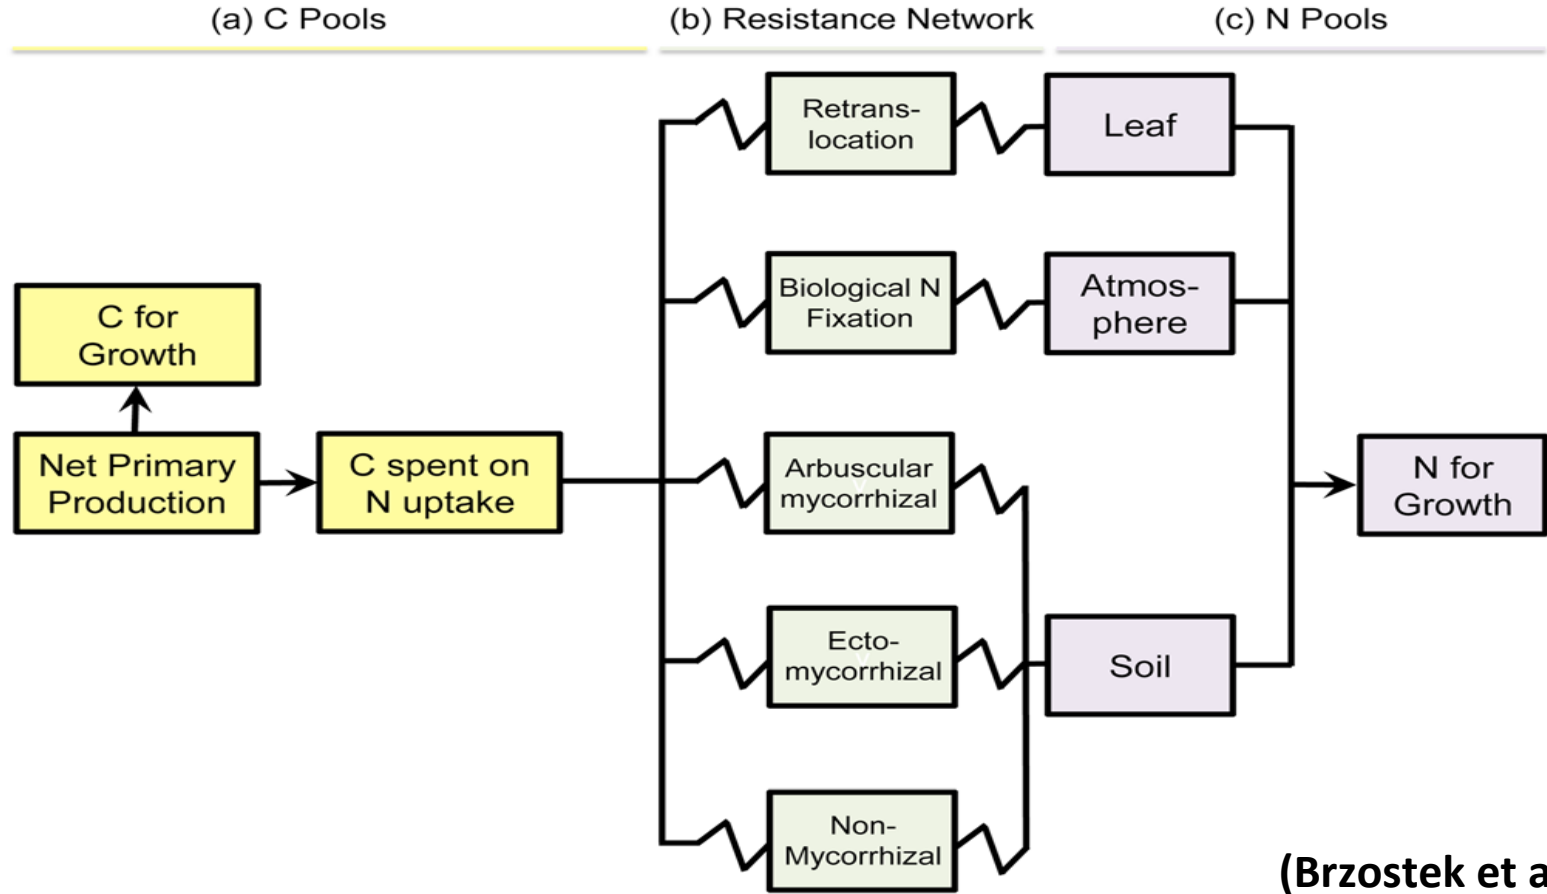 (a) C Pools
(b) Resistance Network
(c) N Pools
Retrans-
location
Leaf
Biological N
Fixation
Atmos-
phere
C for
Growth
Net Primary
Production
C spent on
N uptake
Arbuscular
mycorrhizal
N for
Growth
Ecto-
mycorrhizal
Soil
Non-
Mycorrhizal
(Brzostek et a